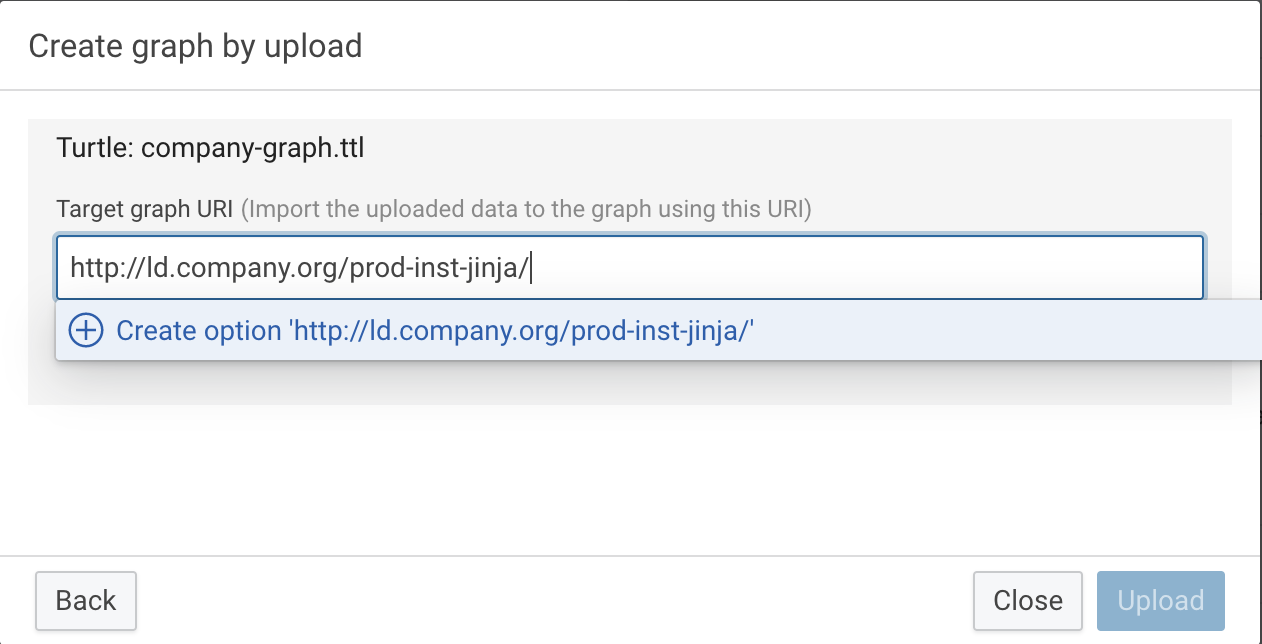 Create graph by upload
Turtle: company-graph.ttl
Target graph URI (Import the uploaded data to the graph using this URI)
http://ld.company.org/prod-inst-jinja/
Create option 'http://ld.company.org/prod-inst-jinja/'
Back Close Upload